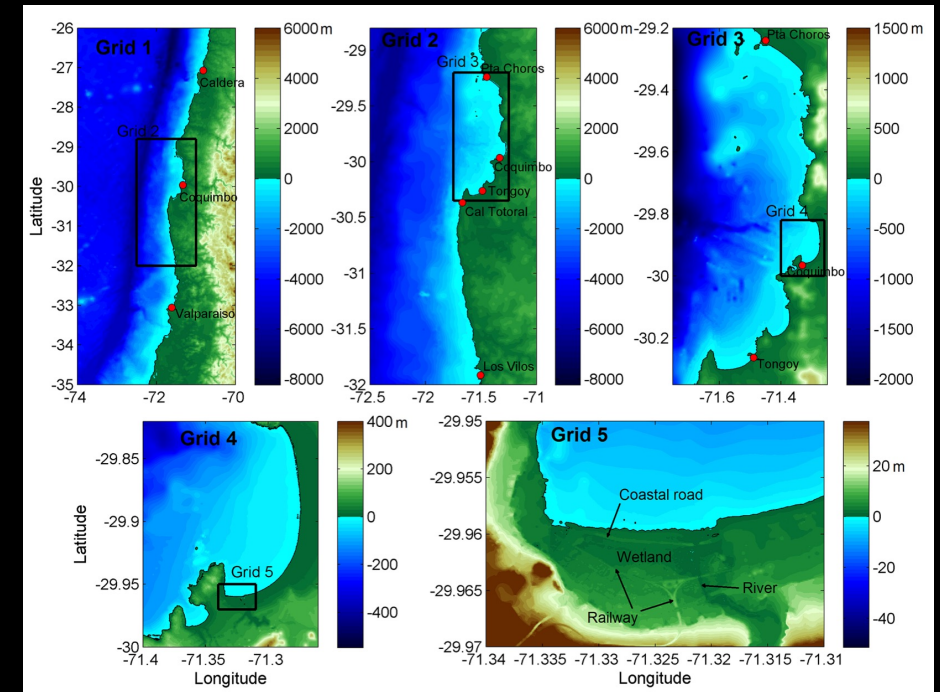 Grid 1
Latitude
-26
-27
-28
-29
-30
-31
-32
-33
-34
-35
-74
-72
-70
Grid 2
Caldera
Coquimbo
Valparaiso
6000 m
4000
2000
0
-2000
-4000
-6000
-8000
Grid 2
-29
-29.5
-30
-30.5
-31
-31.5
-32
-72.5
-72
-71.5
-71
Grid 3
Pta Choros
Coquimbo
Tongoy
Cal Totoral
Los Vilos
6000 m
4000
2000
0
-2000
-4000
-6000
-8000
Grid 3
-29.2
-29.4
-29.6
-29.8
-30
-30.2
-71.6
-71.4
Pta Choros
Grid 4
Coquimbo
Tongoy
1500 m
1000
500
0
-500
-1000
-1500
-2000
Grid 4
Latitude
-29.85
-29.9
-29.95
-30
-71.4
-71.35
-71.3
Longitude
Grid 5
400 m
200
0
-200
-400
Grid 5
-29.95
-29.955
-29.96
-29.965
-29.97
-71.34
-71.335
-71.33
-71.325
-71.32
-71.315
-71.31
Longitude
Coastal road
Wetland
River
Railway
20 m
0
-20
-40